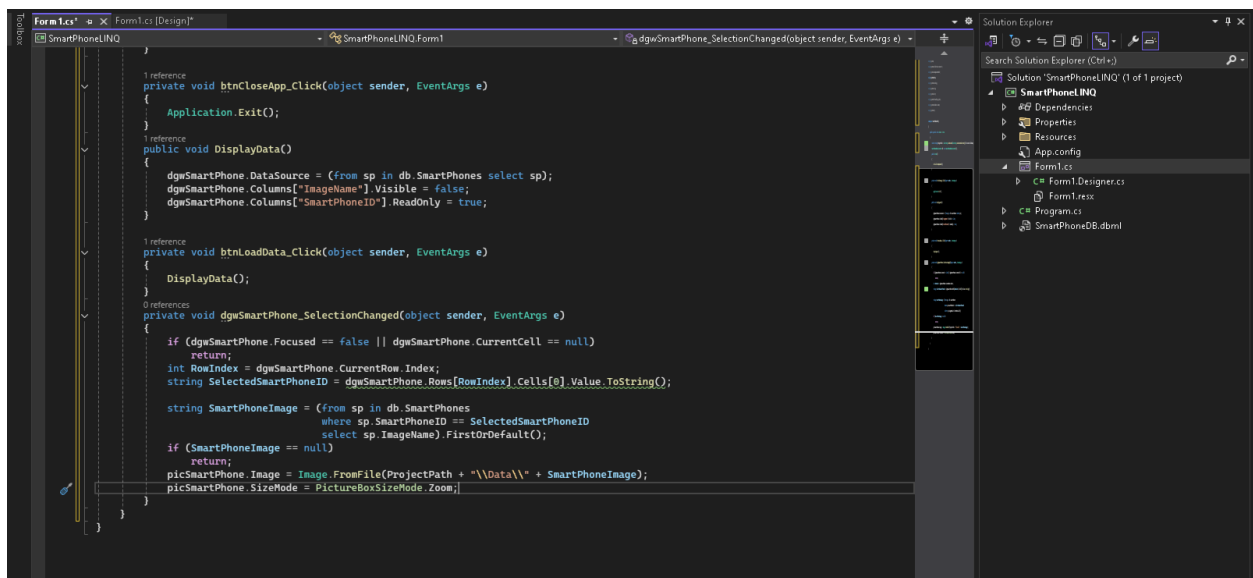 Toolbox
Form1.cs*
Form1.cs [Design]*
SmartPhoneLINQ
SmartPhoneLINQ.Form1
dgwSmartPhone_SelectionChanged(object sender, EventArgs e)
}
1 reference
private void btnCloseApp_Click(object sender, EventArgs e)
{
Application.Exit();
}
1 reference
public void DisplayData()
{
dgwSmartPhone.DataSource = (from sp in db.SmartPhones select sp);
dgwSmartPhone.Columns["ImageName"].Visible = false;
dgwSmartPhone.Columns["SmartPhoneID"].ReadOnly = true;
}
1 reference
private void btnLoadData_Click(object sender, EventArgs e)
{
DisplayData();
}
0 references
private void dgwSmartPhone_SelectionChanged(object sender, EventArgs e)
{
if (dgwSmartPhone.Focused == false || dgwSmartPhone.CurrentCell == null)
return;
int RowIndex = dgwSmartPhone.CurrentRow.Index;
string SelectedSmartPhoneID = dgwSmartPhone.Rows[RowIndex].Cells[0].Value.ToString();
string SmartPhoneImage = (from sp in db.SmartPhones
where sp.SmartPhoneID == SelectedSmartPhoneID
select sp.ImageName).FirstOrDefault();
if (SmartPhoneImage == null)
return;
picSmartPhone.Image = Image.FromFile(ProjectPath + "\\Data\\" + SmartPhoneImage);
picSmartPhone.SizeMode = PictureBoxSizeMode.Zoom;
}
}
}
Solution Explorer
Search Solution Explorer (Ctrl+;)
Solution 'SmartPhoneLINQ' (1 of 1 project)
SmartPhoneLINQ
Dependencies
Properties
Resources
App.config
Form1.cs
C# Form1.Designer.cs
Form1.resx
C# Program.cs
SmartPhoneDB.dbml